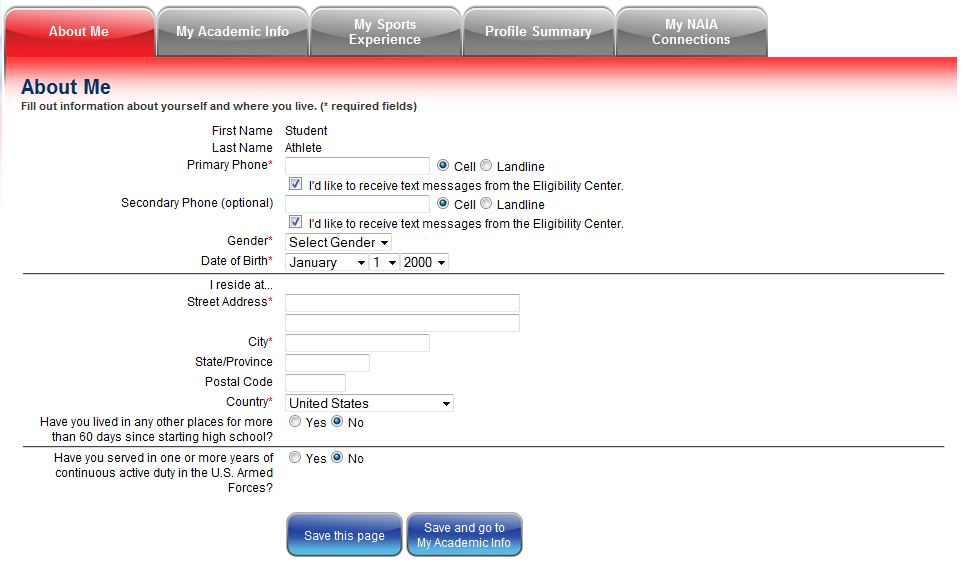 About Me
My Academic Info
My Sports
Experience
Profile Summary
My NAIA
Connections
About Me
Fill out information about yourself and where you live. (* required fields)
First Name Student
Last Name Athlete
Primary Phone* Cell Landline
I'd like to receive text messages from the Eligibility Center.
Secondary Phone (optional) Cell Landline
I'd like to receive text messages from the Eligibility Center.
Gender* Select Gender
Date of Birth* January 1 2000
I reside at...
Street Address*
City*
State/Province
Postal Code
Country* United States
Have you lived in any other places for more Yes No
than 60 days since starting high school?
Have you served in one or more years of Yes No
continuous active duty in the U.S. Armed
Forces?
Save this page
Save and go to
My Academic Info